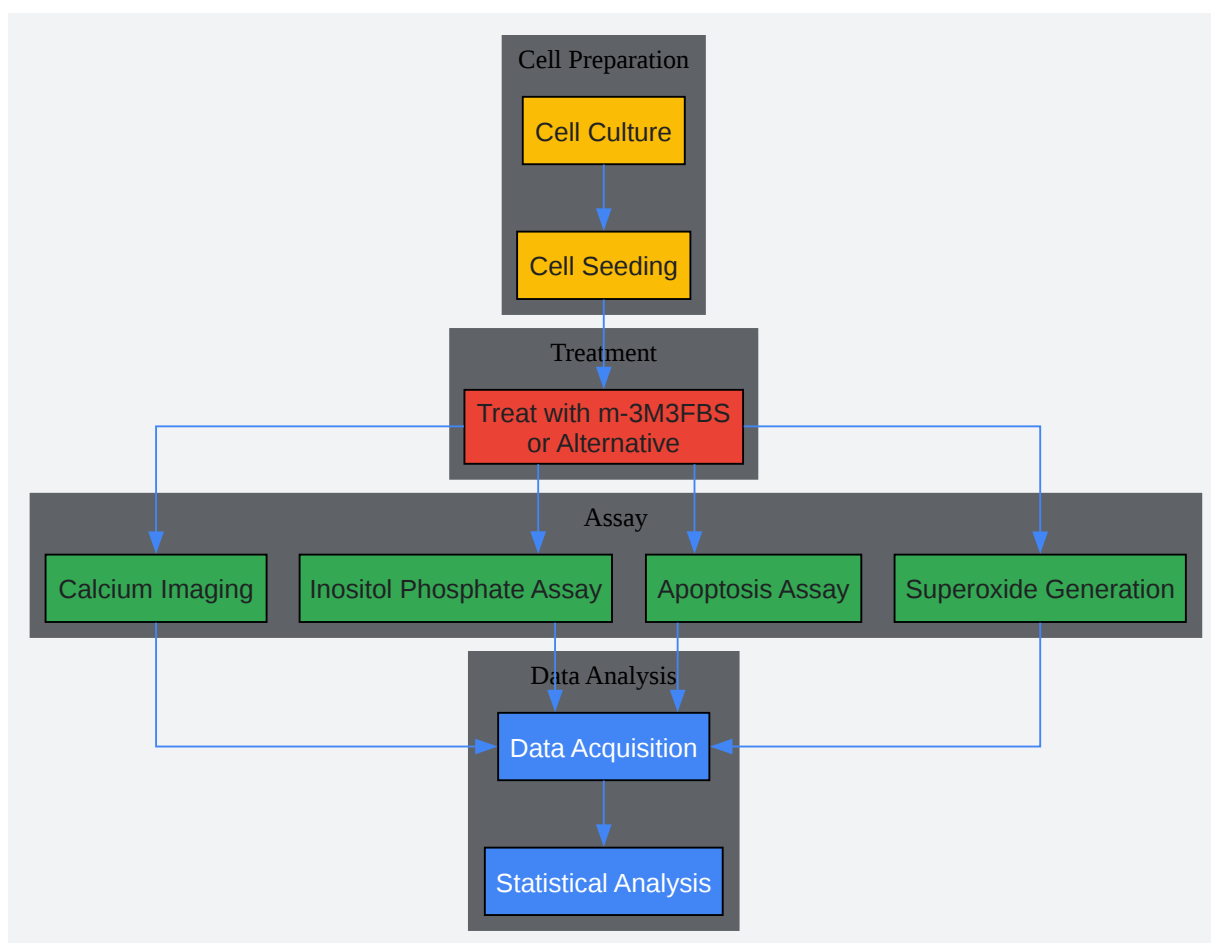 Cell Preparation
Cell Culture
Cell Seeding
Treatment
Treat with m-3M3FBS
or Alternative
Assay
Calcium Imaging
Inositol Phosphate Assay
Apoptosis Assay
Superoxide Generation
Data Analysis
Data Acquisition
Statistical Analysis